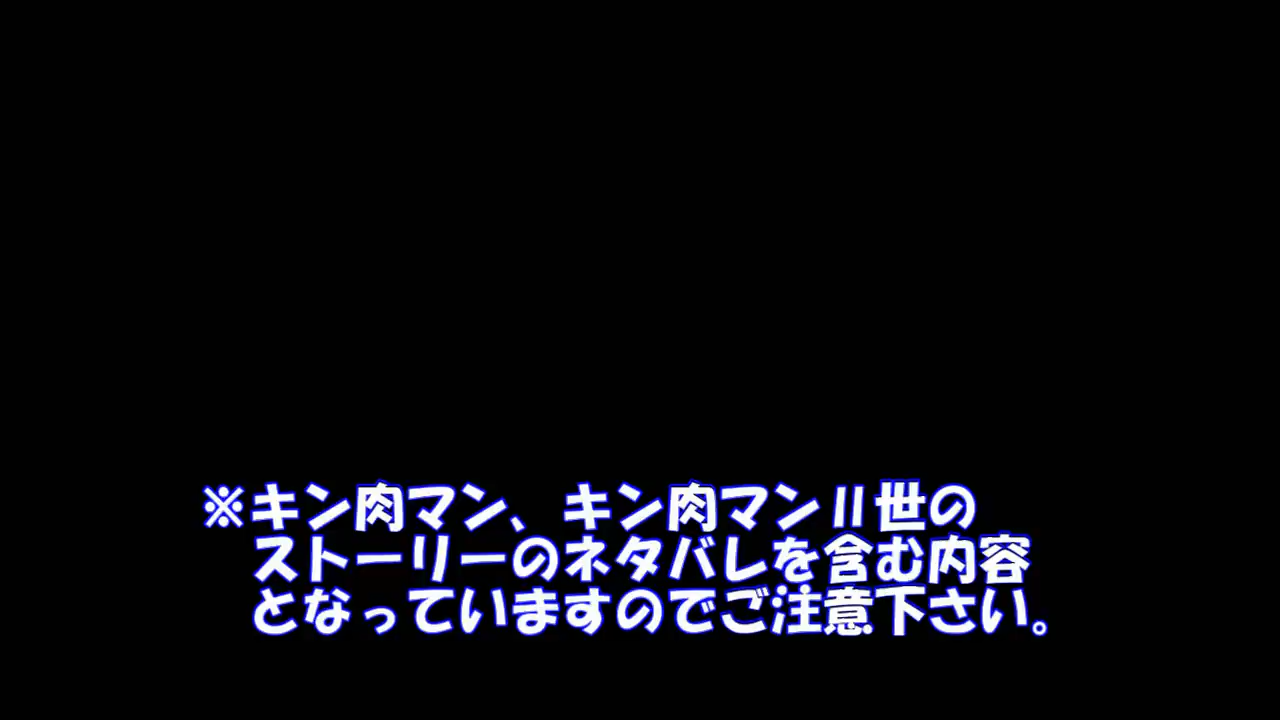 ※キン肉マン、キン肉マンⅡ世の
ストーリーのネタバレを含む内容
となっていますのでご注意下さい。